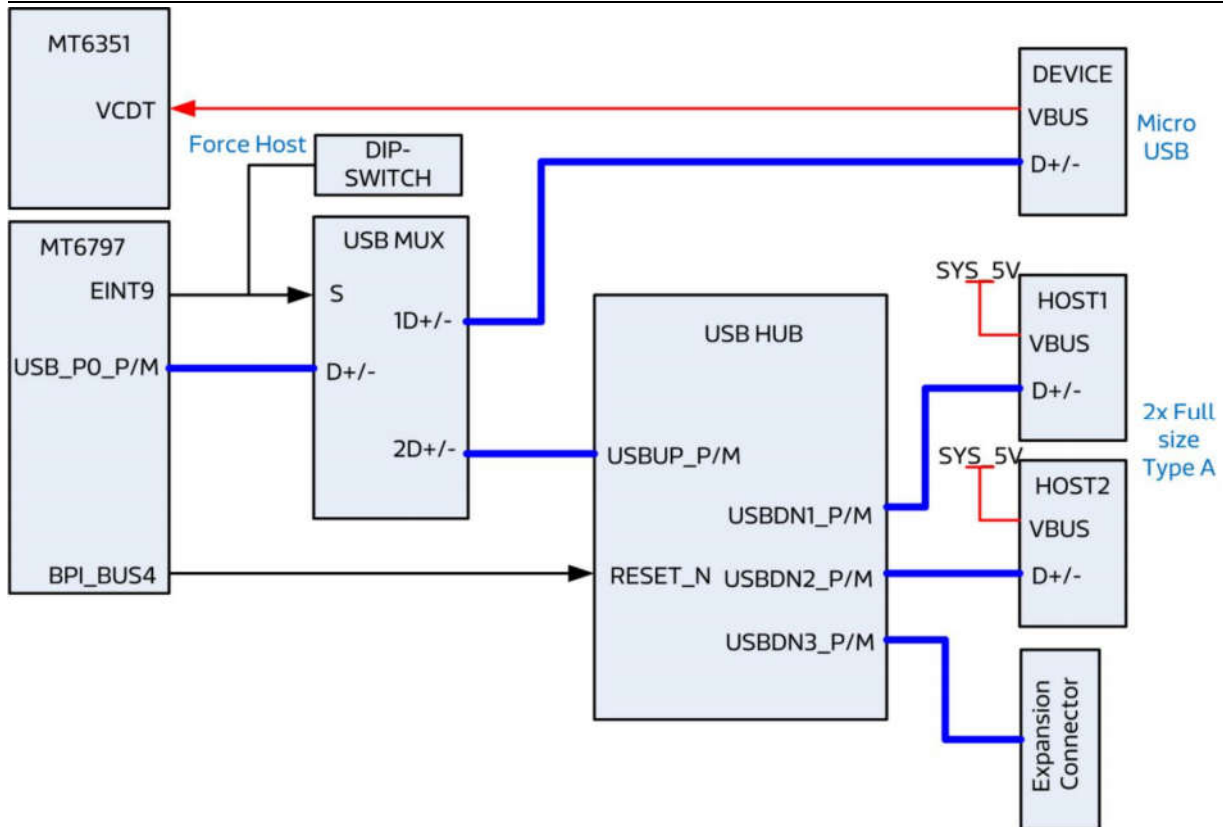 MT6351
VCDT
DEVICE
VBUS
D+/-
Micro
USB
Force Host
DIP-
SWITCH
MT6797
EINT9
USB_P0_P/M
BPI_BUS4
USB MUX
S
1D+/-
D+/-
2D+/-
USB HUB
USBUP_P/M
USBDN1_P/M
RESET_N
USBDN2_P/M
USBDN3_P/M
SYS_5V
HOST1
VBUS
D+/-
2x Full
size
Type A
SYS_5V
HOST2
VBUS
D+/-
Expansion
Connector